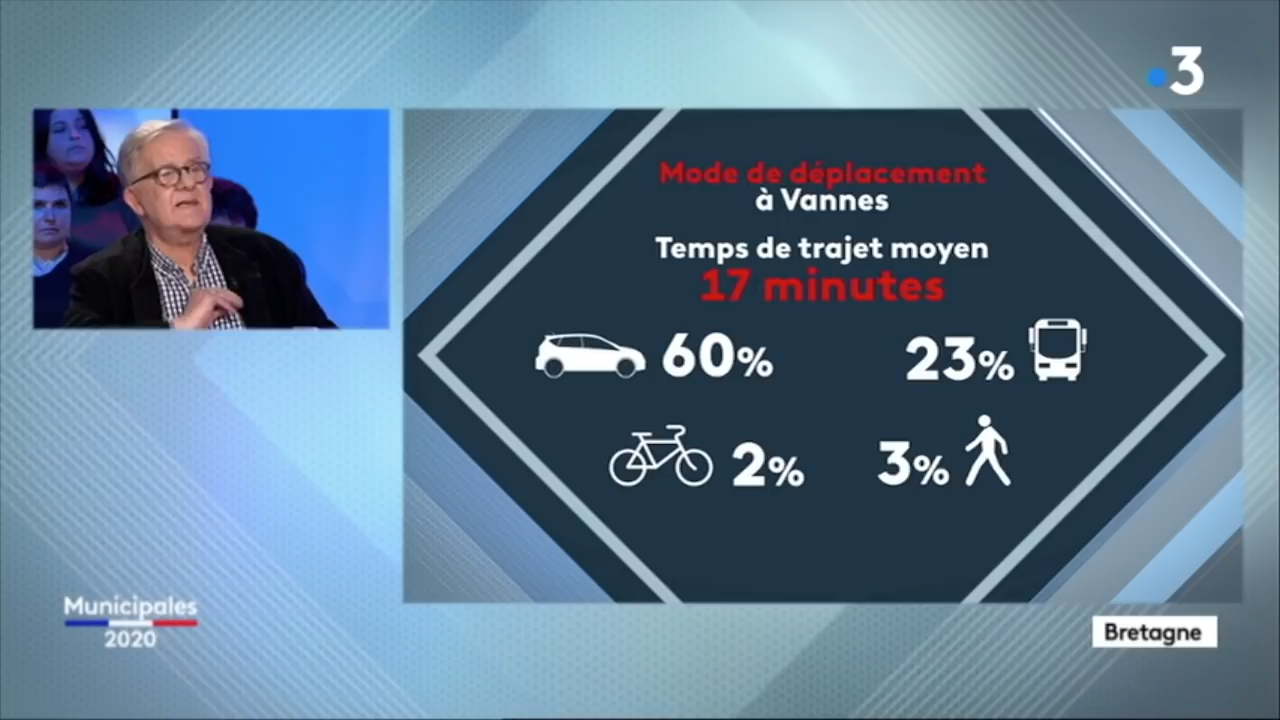 3
Mode de déplacement
à Vannes
Temps de trajet moyen
17 minutes
60%
23%
2%
3%
Municipales
2020
Bretagne